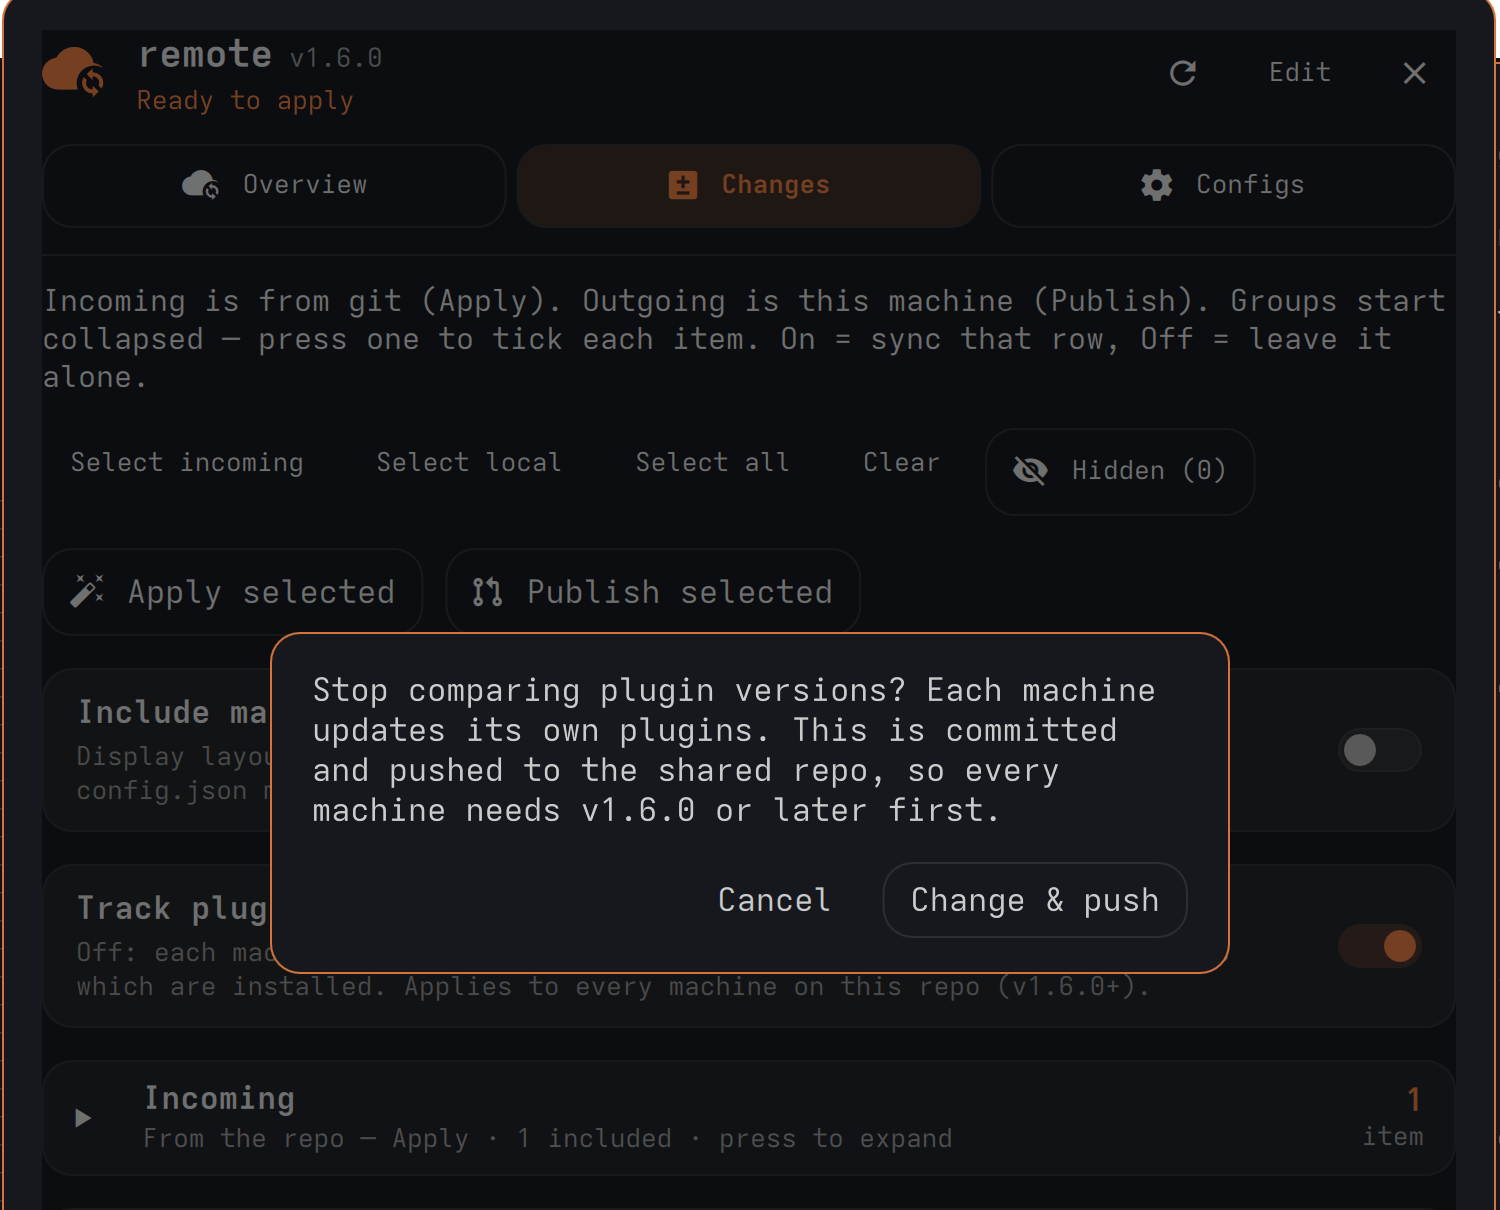 remote v1.6.0
Ready to apply
Edit
Overview
Changes
Configs
Incoming is from git (Apply). Outgoing is this machine (Publish). Groups start
collapsed — press one to tick each item. On = sync that row, Off = leave it
alone.
Select incoming
Select local
Select all
Clear
Hidden (0)
Apply selected
Publish selected
Include ma
Display layou
config.json
Stop comparing plugin versions? Each machine
updates its own plugins. This is committed
and pushed to the shared repo, so every
machine needs v1.6.0 or later first.
Cancel
Change & push
Track plug
Off: each mac
which are installed. Applies to every machine on this repo (v1.6.0+).
Incoming
From the repo — Apply · 1 included · press to expand
1
item